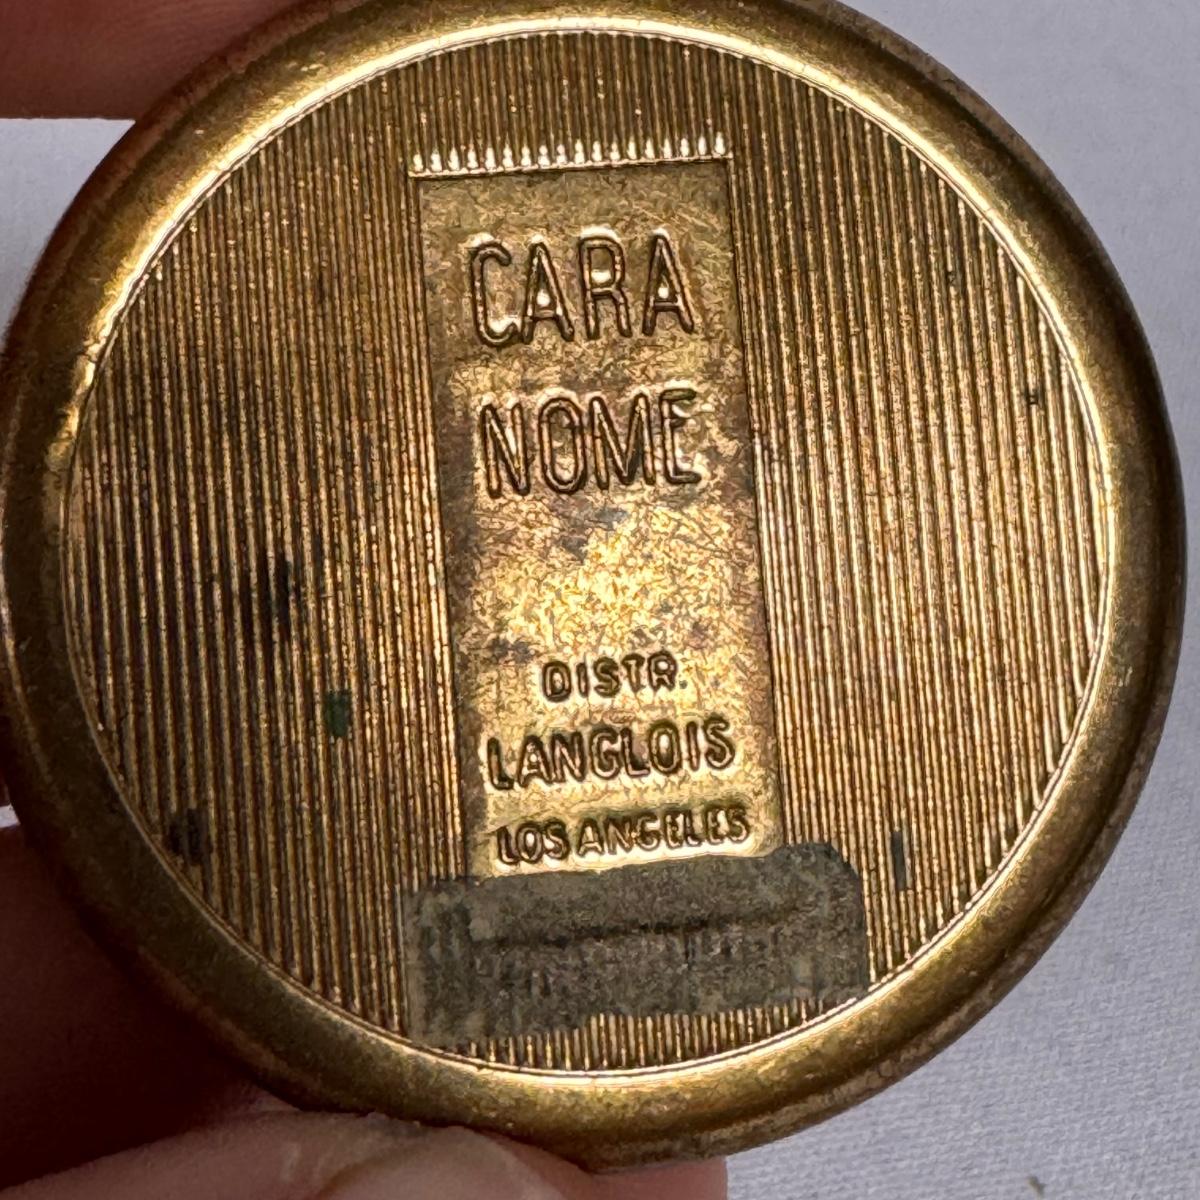 CARA
NOME
DISTR.
LANGLOIS
LOS ANGELES